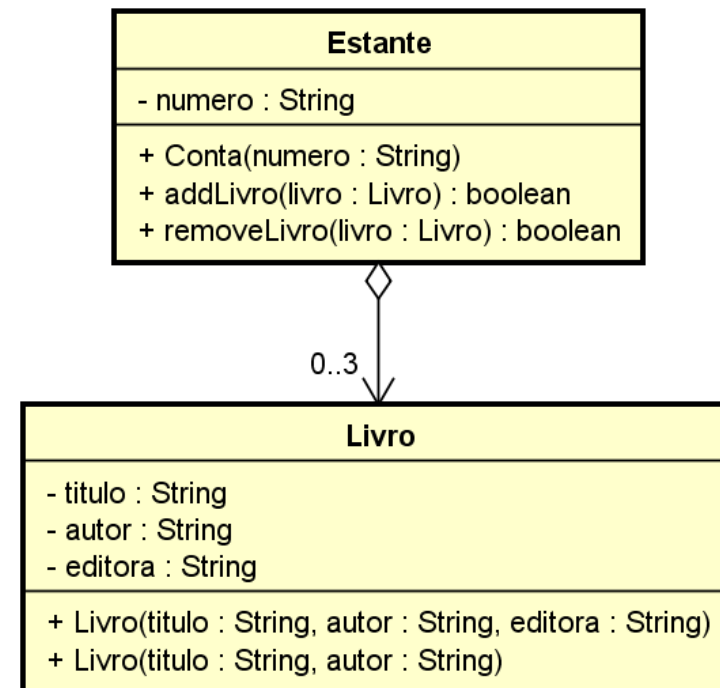 Estante
- numero : String
+ Conta(numero : String)
+ addLivro(livro : Livro) : boolean
+ removeLivro(livro : Livro) : boolean
0..3
Livro
- titulo : String
- autor : String
- editora : String
+ Livro(titulo : String, autor : String, editora : String)
+ Livro(titulo : String, autor : String)